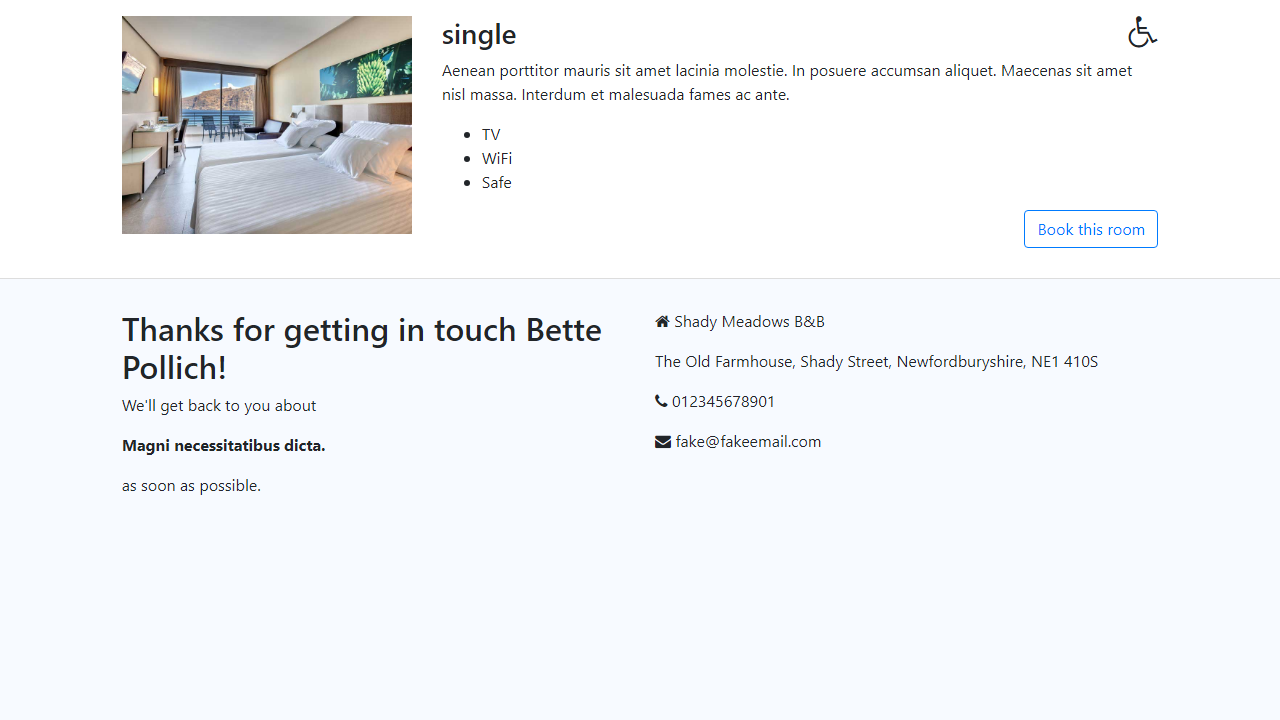 single
Aenean porttitor mauris sit amet lacinia molestie. In posuere accumsan aliquet. Maecenas sit amet
nisl massa. Interdum et malesuada fames ac ante.
TV
WiFi
Safe
Book this room
Thanks for getting in touch Bette
Pollich!
We'll get back to you about
Magni necessitatibus dicta.
as soon as possible.
Shady Meadows B&B
The Old Farmhouse, Shady Street, Newfordburyshire, NE1 410S
012345678901
fake@fakeemail.com